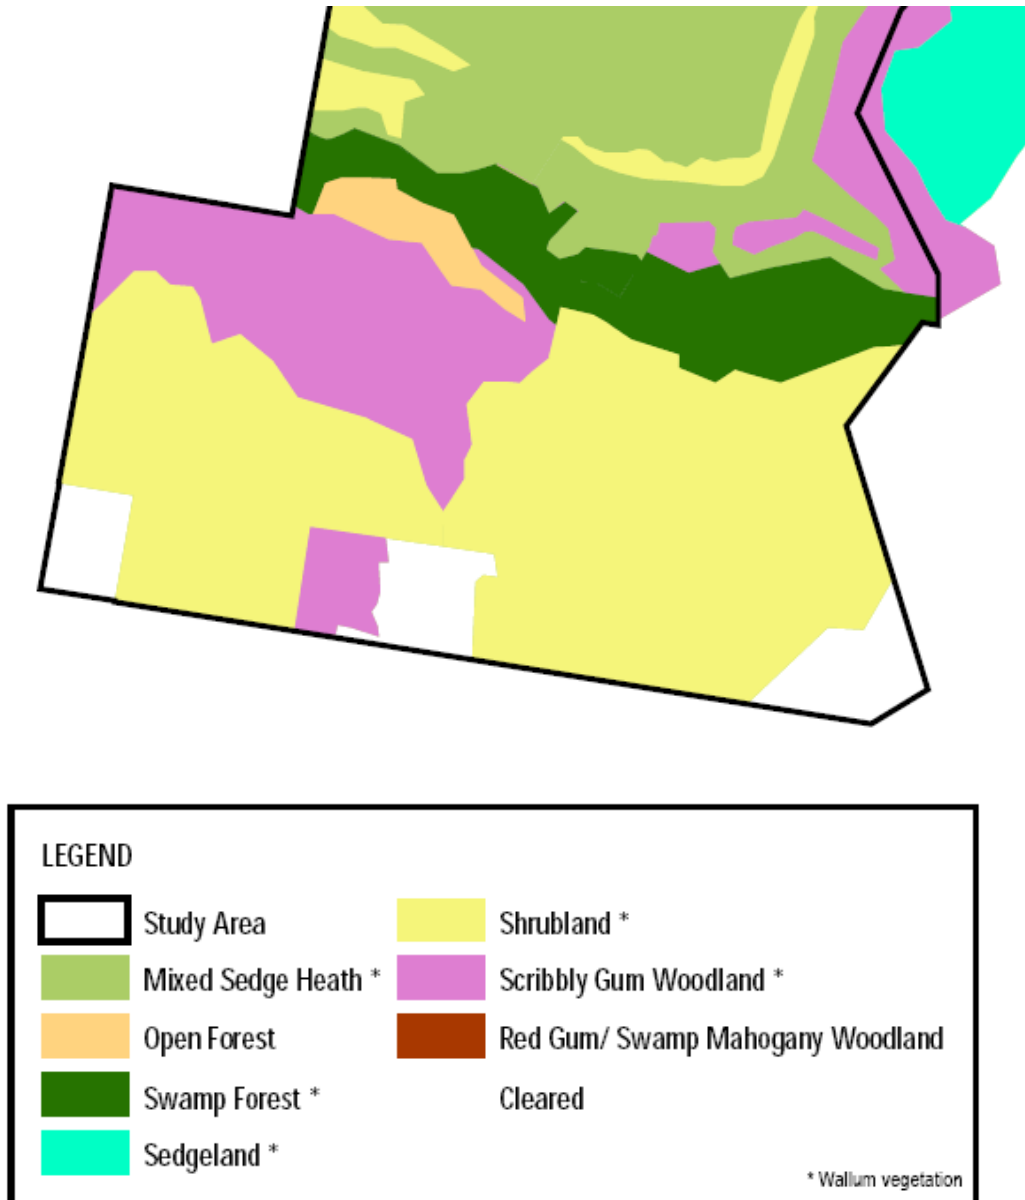 LEGEND
Study Area
Shrubland *
Mixed Sedge Heath *
Scribbly Gum Woodland *
Open Forest
Red Gum/ Swamp Mahogany Woodland
Swamp Forest *
Cleared
Sedgeland *
* Wallum vegetation